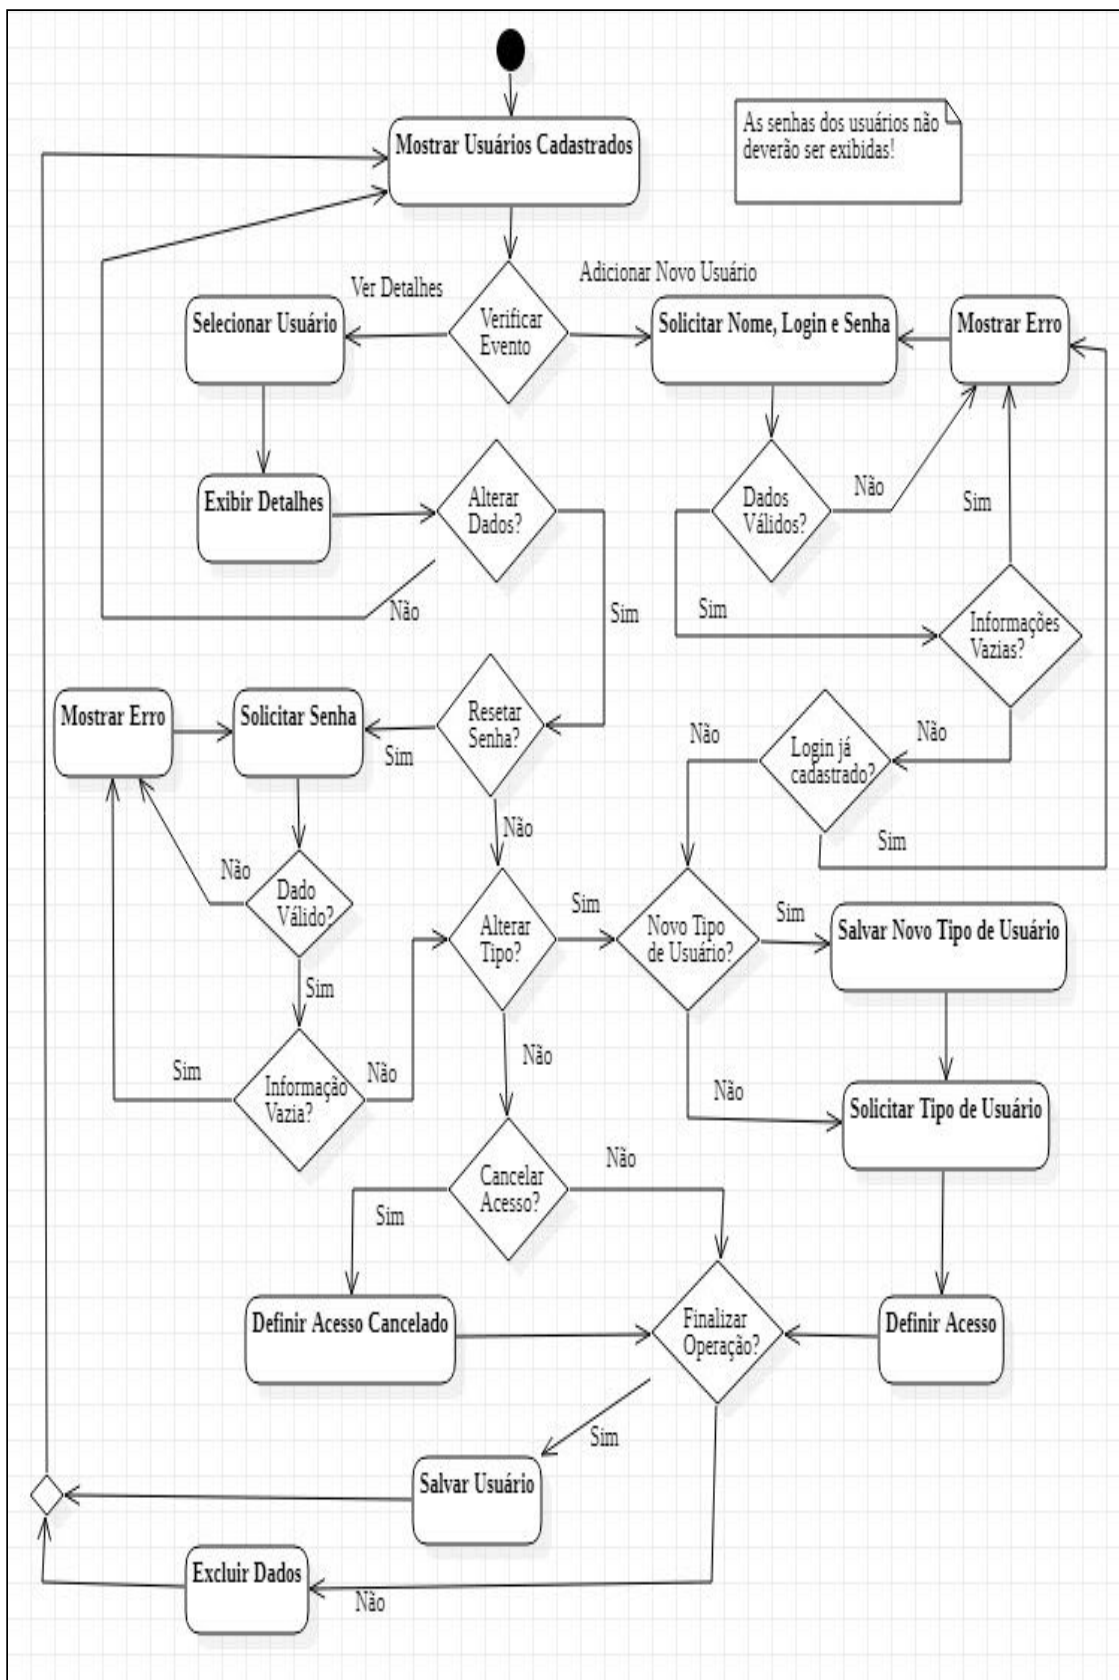 Mostrar Usuários Cadastrados
As senhas dos usuários não
deverão ser exibidas!
Ver Detalhes
Adicionar Novo Usuário
Selecionar Usuário
Verificar
Evento
Solicitar Nome, Login e Senha
Mostrar Erro
Exibir Detalhes
Alterar
Dados?
Dados
Válidos?
Não
Sim
Não
Sim
Sim
Informações
Vazias?
Mostrar Erro
Solicitar Senha
Resetar
Senha?
Sim
Não
Login já
cadastrado?
Não
Não
Sim
Não
Dado
Válido?
Alterar
Tipo?
Sim
Novo Tipo
de Usuário?
Sim
Salvar Novo Tipo de Usuário
Sim
Sim
Informação
Vazia?
Não
Não
Não
Solicitar Tipo de Usuário
Cancelar
Acesso?
Não
Sim
Definir Acesso Cancelado
Finalizar
Operação?
Definir Acesso
Sim
Salvar Usuário
Excluir Dados
Não